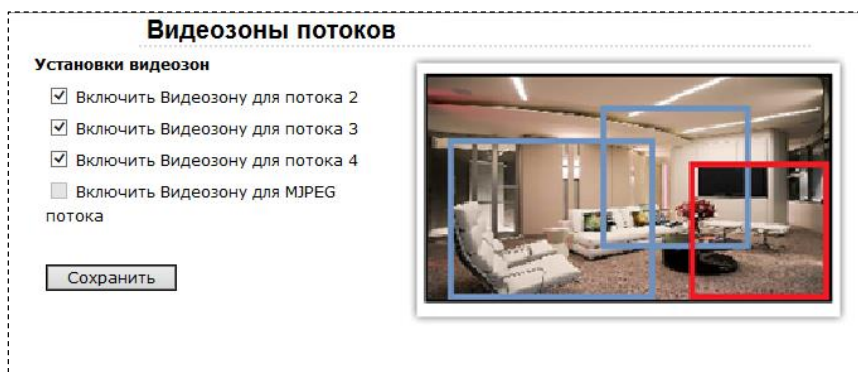 Видеозоны потоков
Установки видеозон
Включить Видеозону для потока 2
Включить Видеозону для потока 3
Включить Видеозону для потока 4
Включить Видеозону для MJPEG
потока
Сохранить